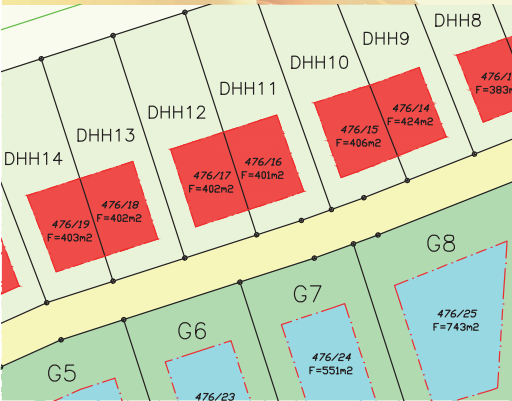 DHH8
DHH9
DHH10
DHH11
DHH12
DHH13
DHH14
F=383m
476/14
F=424m2
476/15
F=406m2
476/16
F=401m2
476/17
F=402m2
476/18
F=402m2
476/19
F=403m2
G8
476/25
F=743m2
G7
476/24
F=551m2
G6
476/23
G5